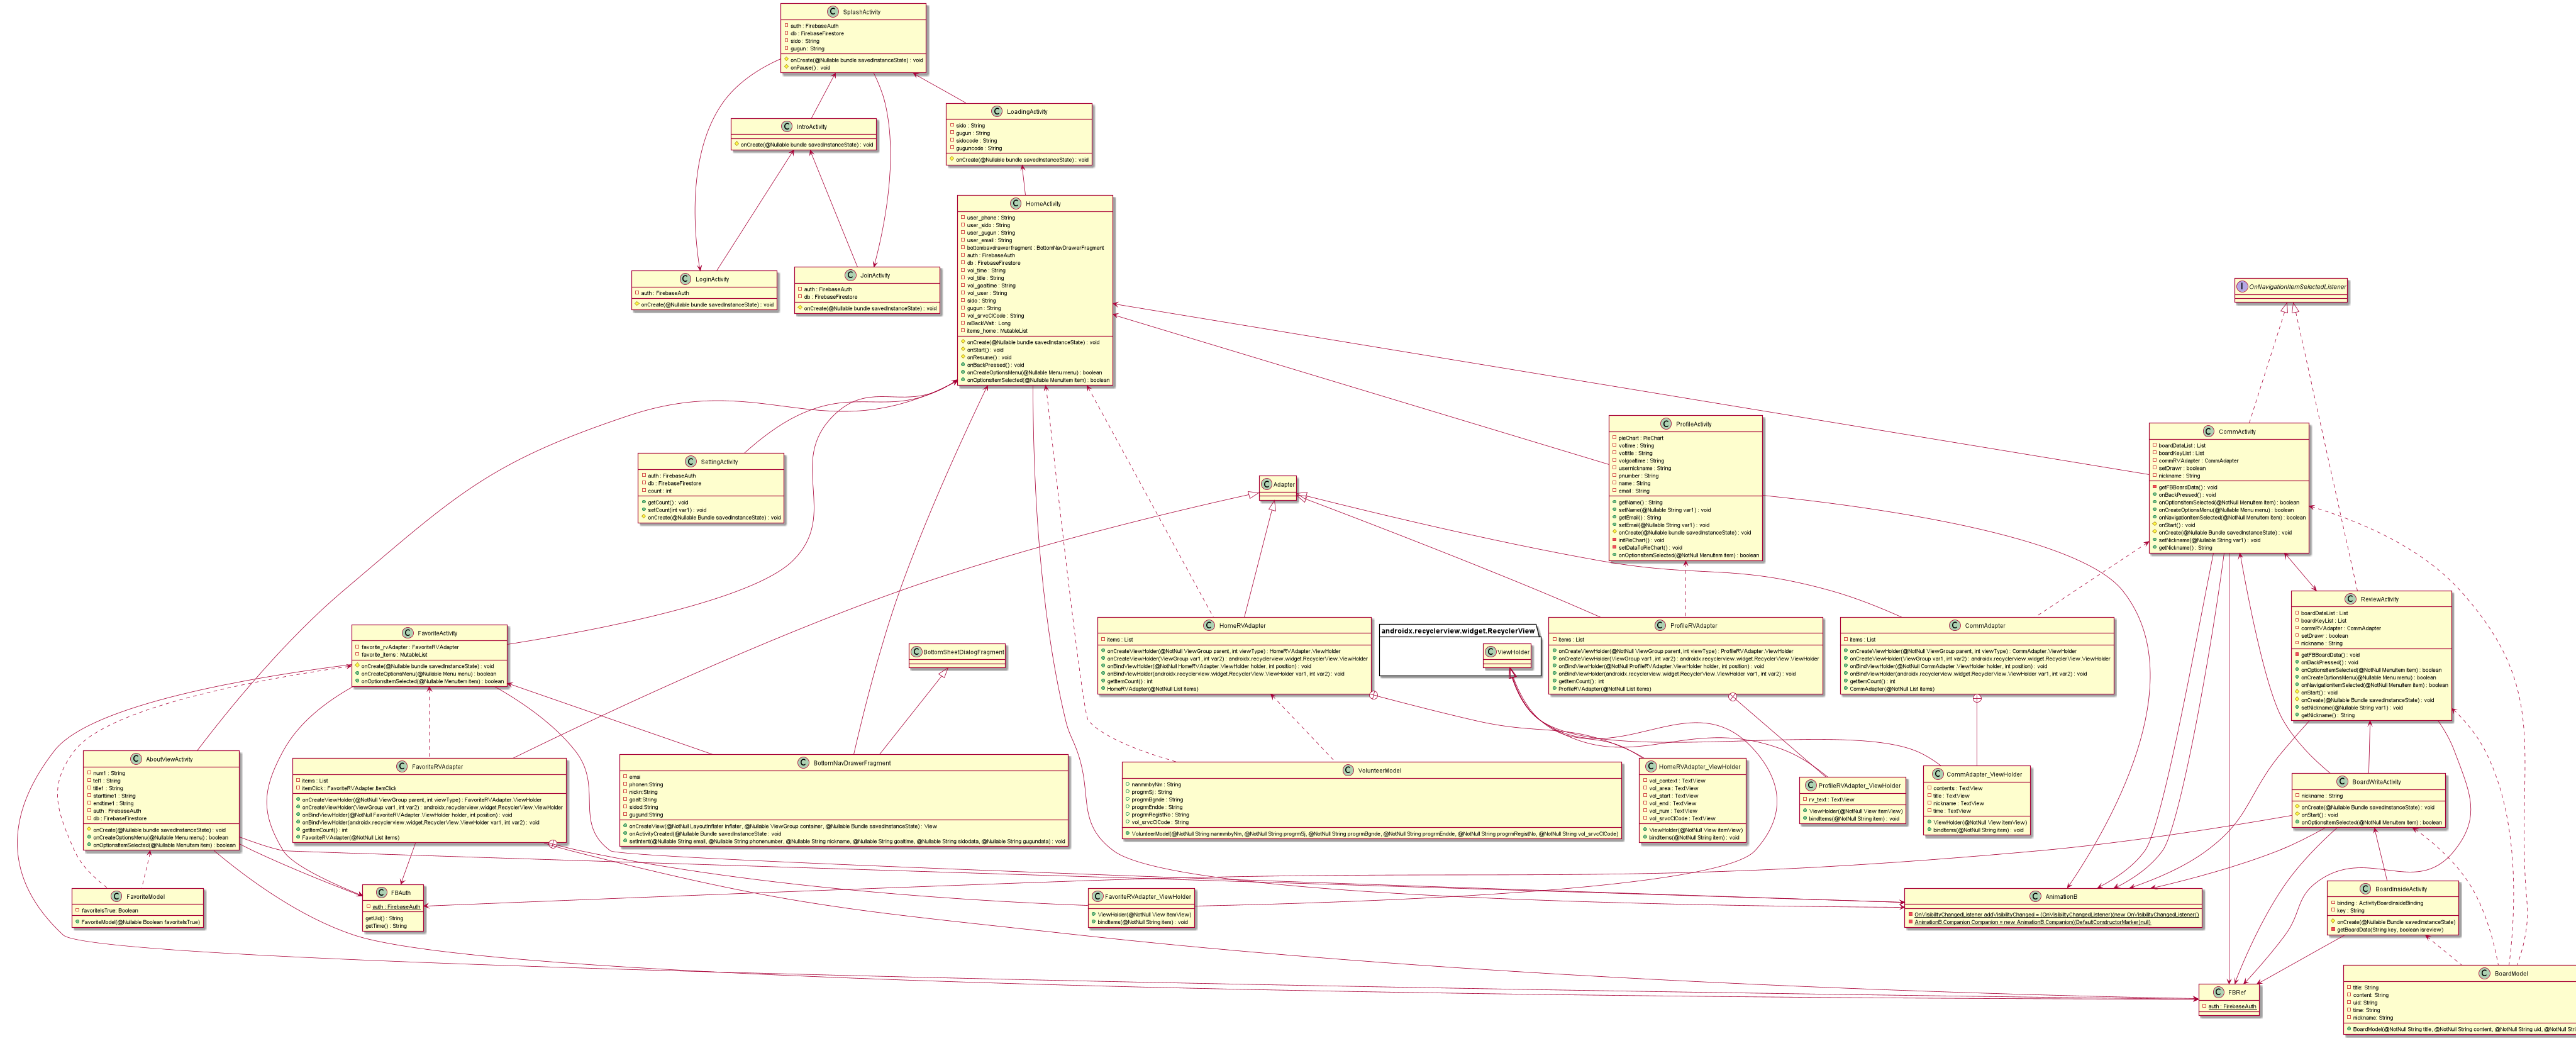 SplashActivity
auth : FirebaseAuth
db : FirebaseFirestore
sido : String
gugun : String
onCreate(@Nullable bundle savedInstanceState) : void
onPause() : void
LoadingActivity
sido : String
gugun : String
sidocode : String
guguncode : String
onCreate(@Nullable bundle savedInstanceState) : void
IntroActivity
onCreate(@Nullable bundle savedInstanceState) : void
HomeActivity
user_phone : String
user_sido : String
user_gugun : String
user_email : String
bottombavdrawerfragment : BottomNavDrawerFragment
auth : FirebaseAuth
db : FirebaseFirestore
vol_time : String
vol_title : String
vol_goaltime : String
vol_user : String
sido : String
gugun : String
vol_srvcClCode : String
mBackWait : Long
items_home : MutableList
onCreate(@Nullable bundle savedInstanceState) : void
onStart() : void
onResume() : void
onBackPressed() : void
onCreateOptionsMenu(@Nullable Menu menu) : boolean
onOptionsItemSelected(@Nullable MenuItem item) : boolean
LoginActivity
auth : FirebaseAuth
onCreate(@Nullable bundle savedInstanceState) : void
JoinActivity
auth : FirebaseAuth
db : FirebaseFirestore
onCreate(@Nullable bundle savedInstanceState) : void
OnNavigationItemSelectedListener
ProfileActivity
pieChart : PieChart
voltime : String
voltitle : String
volgoaltime : String
usernickname : String
pnumber : String
name : String
email : String
getName() : String
setName(@Nullable String var1) : void
getEmail() : String
setEmail(@Nullable String var1) : void
onCreate(@Nullable bundle savedInstanceState) : void
initPieChart() : void
setDataToPieChart() : void
onOptionsItemSelected(@NotNull MenuItem item) : boolean
CommActivity
boardDataList : List
boardKeyList : List
commRVAdapter : CommAdapter
setDrawr : boolean
nickname : String
getFBBoardData() : void
onBackPressed() : void
onOptionsItemSelected(@NotNull MenuItem item) : boolean
onCreateOptionsMenu(@Nullable Menu menu) : boolean
onNavigationItemSelected(@NotNull MenuItem item) : boolean
onStart() : void
onCreate(@Nullable Bundle savedInstanceState) : void
setNickname(@Nullable String var1) : void
getNickname() : String
SettingActivity
auth : FirebaseAuth
db : FirebaseFirestore
count : int
getCount() : void
setCount(int var1) : void
onCreate(@Nullable Bundle savedInstanceState) : void
Adapter
ReviewActivity
boardDataList : List
boardKeyList : List
commRVAdapter : CommAdapter
setDrawr : boolean
nickname : String
getFBBoardData() : void
onBackPressed() : void
onOptionsItemSelected(@NotNull MenuItem item) : boolean
onCreateOptionsMenu(@Nullable Menu menu) : boolean
onNavigationItemSelected(@NotNull MenuItem item) : boolean
onStart() : void
onCreate(@Nullable Bundle savedInstanceState) : void
setNickname(@Nullable String var1) : void
getNickname() : String
FavoriteActivity
favorite_rvAdapter : FavoriteRVAdapter
favorite_items : MutableList
onCreate(@Nullable bundle savedInstanceState) : void
onCreateOptionsMenu(@Nullable Menu menu) : boolean
onOptionsItemSelected(@Nullable MenuItem item) : boolean
BottomSheetDialogFragment
HomeRVAdapter
items : List
onCreateViewHolder(@NotNull ViewGroup parent, int viewType) : HomeRVAdapter.ViewHolder
onCreateViewHolder(ViewGroup var1, int var2) : androidx.recyclerview.widget.RecyclerView.ViewHolder
onBindViewHolder(@NotNull HomeRVAdapter.ViewHolder holder, int position) : void
onBindViewHolder(androidx.recyclerview.widget.RecyclerView.ViewHolder var1, int var2) : void
getItemCount() : int
HomeRVAdapter(@NotNull List items)
androidx.recyclerview.widget.RecyclerView
ViewHolder
ProfileRVAdapter
items : List
onCreateViewHolder(@NotNull ViewGroup parent, int viewType) : ProfileRVAdapter.ViewHolder
onCreateViewHolder(ViewGroup var1, int var2) : androidx.recyclerview.widget.RecyclerView.ViewHolder
onBindViewHolder(@NotNull ProfileRVAdapter.ViewHolder holder, int position) : void
onBindViewHolder(androidx.recyclerview.widget.RecyclerView.ViewHolder var1, int var2) : void
getItemCount() : int
ProfileRVAdapter(@NotNull List items)
CommAdapter
items : List
onCreateViewHolder(@NotNull ViewGroup parent, int viewType) : CommAdapter.ViewHolder
onCreateViewHolder(ViewGroup var1, int var2) : androidx.recyclerview.widget.RecyclerView.ViewHolder
onBindViewHolder(@NotNull CommAdapter.ViewHolder holder, int position) : void
onBindViewHolder(androidx.recyclerview.widget.RecyclerView.ViewHolder var1, int var2) : void
getItemCount() : int
CommAdapter(@NotNull List items)
AboutViewActivity
num1 : String
tel1 : String
title1 : String
starttime1 : String
endtime1 : String
auth : FirebaseAuth
db : FirebaseFirestore
onCreate(@Nullable bundle savedInstanceState) : void
onCreateOptionsMenu(@Nullable Menu menu) : boolean
onOptionsItemSelected(@Nullable MenuItem item) : boolean
FavoriteRVAdapter
items : List
itemClick : FavoriteRVAdapter.ItemClick
onCreateViewHolder(@NotNull ViewGroup parent, int viewType) : FavoriteRVAdapter.ViewHolder
onCreateViewHolder(ViewGroup var1, int var2) : androidx.recyclerview.widget.RecyclerView.ViewHolder
onBindViewHolder(@NotNull FavoriteRVAdapter.ViewHolder holder, int position) : void
onBindViewHolder(androidx.recyclerview.widget.RecyclerView.ViewHolder var1, int var2) : void
getItemCount() : int
FavoriteRVAdapter(@NotNull List items)
BottomNavDrawerFragment
emai
phonen:String
nickn:String
goalt:String
sidod:String
gugund:String
onCreateView(@NotNull LayoutInflater inflater, @Nullable ViewGroup container, @Nullable Bundle savedInstanceState) : View
onActivityCreated(@Nullable Bundle savedInstanceState : void
setIntent(@Nullable String email, @Nullable String phonenumber, @Nullable String nickname, @Nullable String goaltime, @Nullable String sidodata, @Nullable String gugundata) : void
VolunteerModel
nanmmbyNm : String
progrmSj : String
progrmBgnde : String
progrmEndde : String
progrmRegistNo : String
vol_srvcClCode : String
VolunteerModel(@NotNull String nanmmbyNm, @NotNull String progrmSj, @NotNull String progrmBgnde, @NotNull String progrmEndde, @NotNull String progrmRegistNo, @NotNull String vol_srvcClCode)
HomeRVAdapter_ViewHolder
vol_context : TextView
vol_area : TextView
vol_start : TextView
vol_end : TextView
vol_num : TextView
vol_srvcClCode : TextView
ViewHolder(@NotNull View itemView)
bindItems(@NotNull String item) : void
ProfileRVAdapter_ViewHolder
rv_text : TextView
ViewHolder(@NotNull View itemView)
bindItems(@NotNull String item) : void
CommAdapter_ViewHolder
contents : TextView
title : TextView
nickname : TextView
time : TextView
ViewHolder(@NotNull View itemView)
bindItems(@NotNull String item) : void
BoardWriteActivity
nickname : String
onCreate(@Nullable Bundle savedInstanceState) : void
onStart() : void
onOptionsItemSelected(@NotNull MenuItem item) : boolean
FavoriteModel
favoriteIsTrue: Boolean
FavoriteModel(@Nullable Boolean favoriteIsTrue)
FBAuth
auth : FirebaseAuth
getUid() : String
getTime() : String
FavoriteRVAdapter_ViewHolder
ViewHolder(@NotNull View itemView)
bindItems(@NotNull String item) : void
AnimationB
OnVisibilityChangedListener addVisibilityChanged = (OnVisibilityChangedListener)(new OnVisibilityChangedListener()
AnimationB.Companion Companion = new AnimationB.Companion((DefaultConstructorMarker)null)
BoardInsideActivity
binding : ActivityBoardInsideBinding
key : String
onCreate(@Nullable Bundle savedInstanceState)
getBoardData(String key, boolean isreview)
FBRef
auth : FirebaseAuth
BoardModel
title: String
content: String
uid: String
time: String
nickname: String
BoardModel(@NotNull String title, @NotNull String content, @NotNull String uid, @NotNull Stri